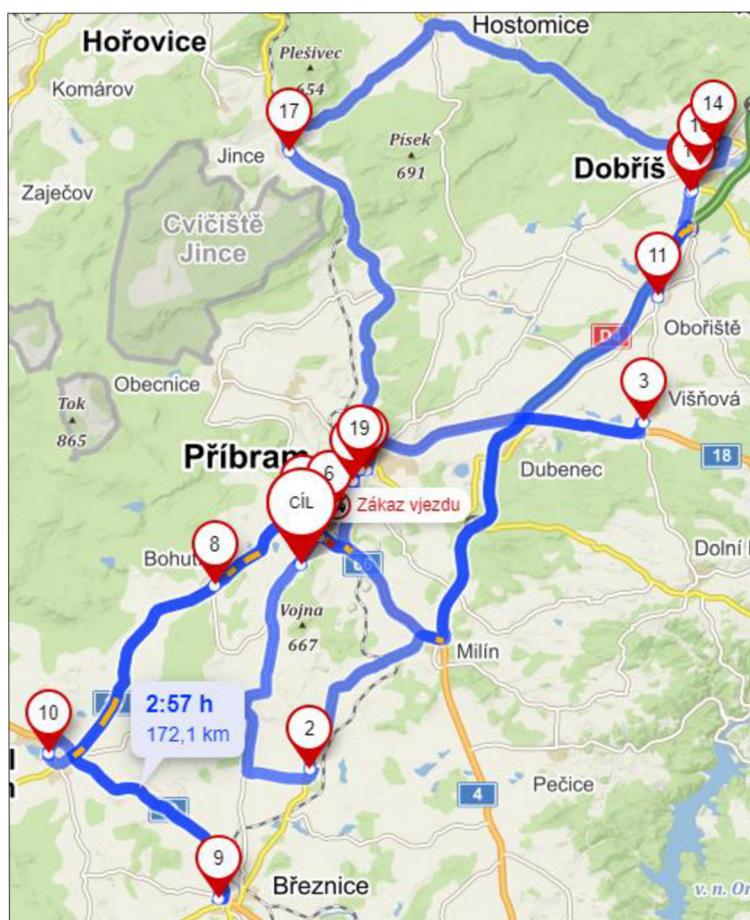 Hostomice
Hořovice
Plešivec
654
Komárov
14
17
Písek
691
Jince
Dobříš
Zaječov
Cvičiště
Jince
11
Obořiště
Obecnice
3
Tok
865
Višňová
19
Příbram
18
6
Dubenec
CÍL
Zákaz vjezdu
8
66
Dolní
Vojna
667
Milín
2:57 h
172,1 km
10
2
Pečice
4
9
Březnice
v. n. Or